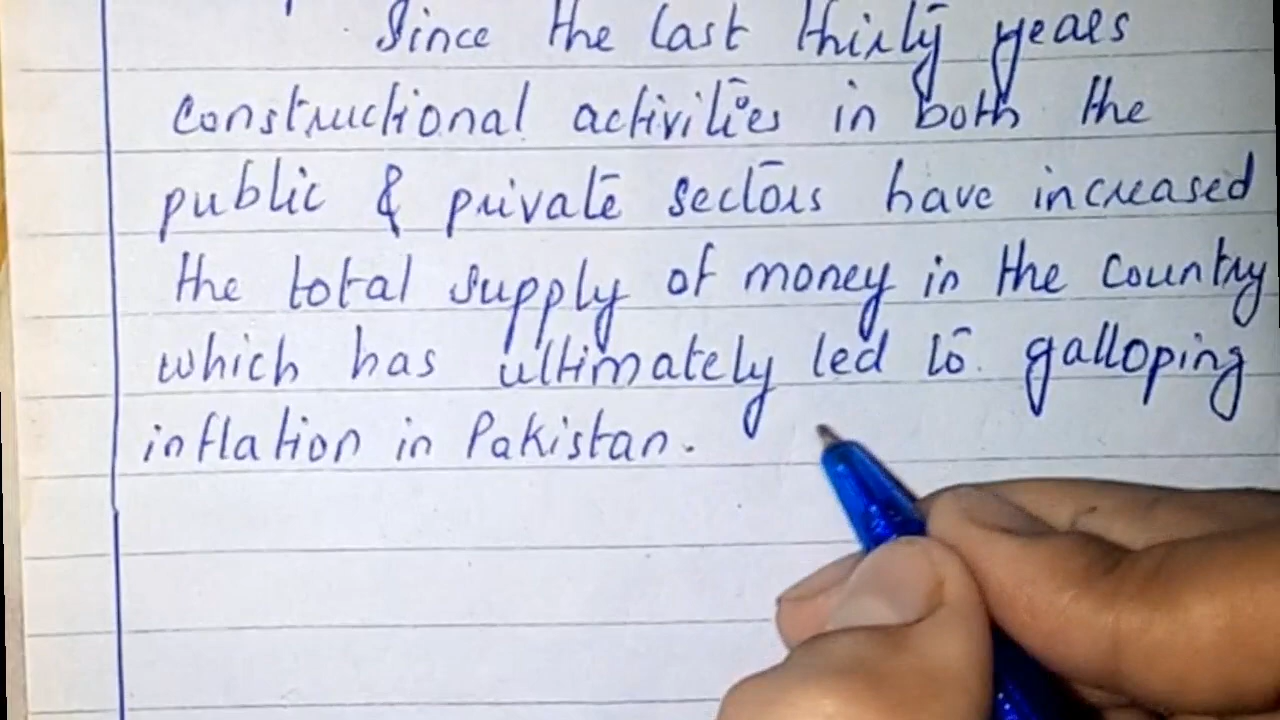 Since the last thirty years
constructional activities in both the
public & private sectors have increased
the total supply of money in the country
which has ultimately led to galloping
inflation in Pakistan.